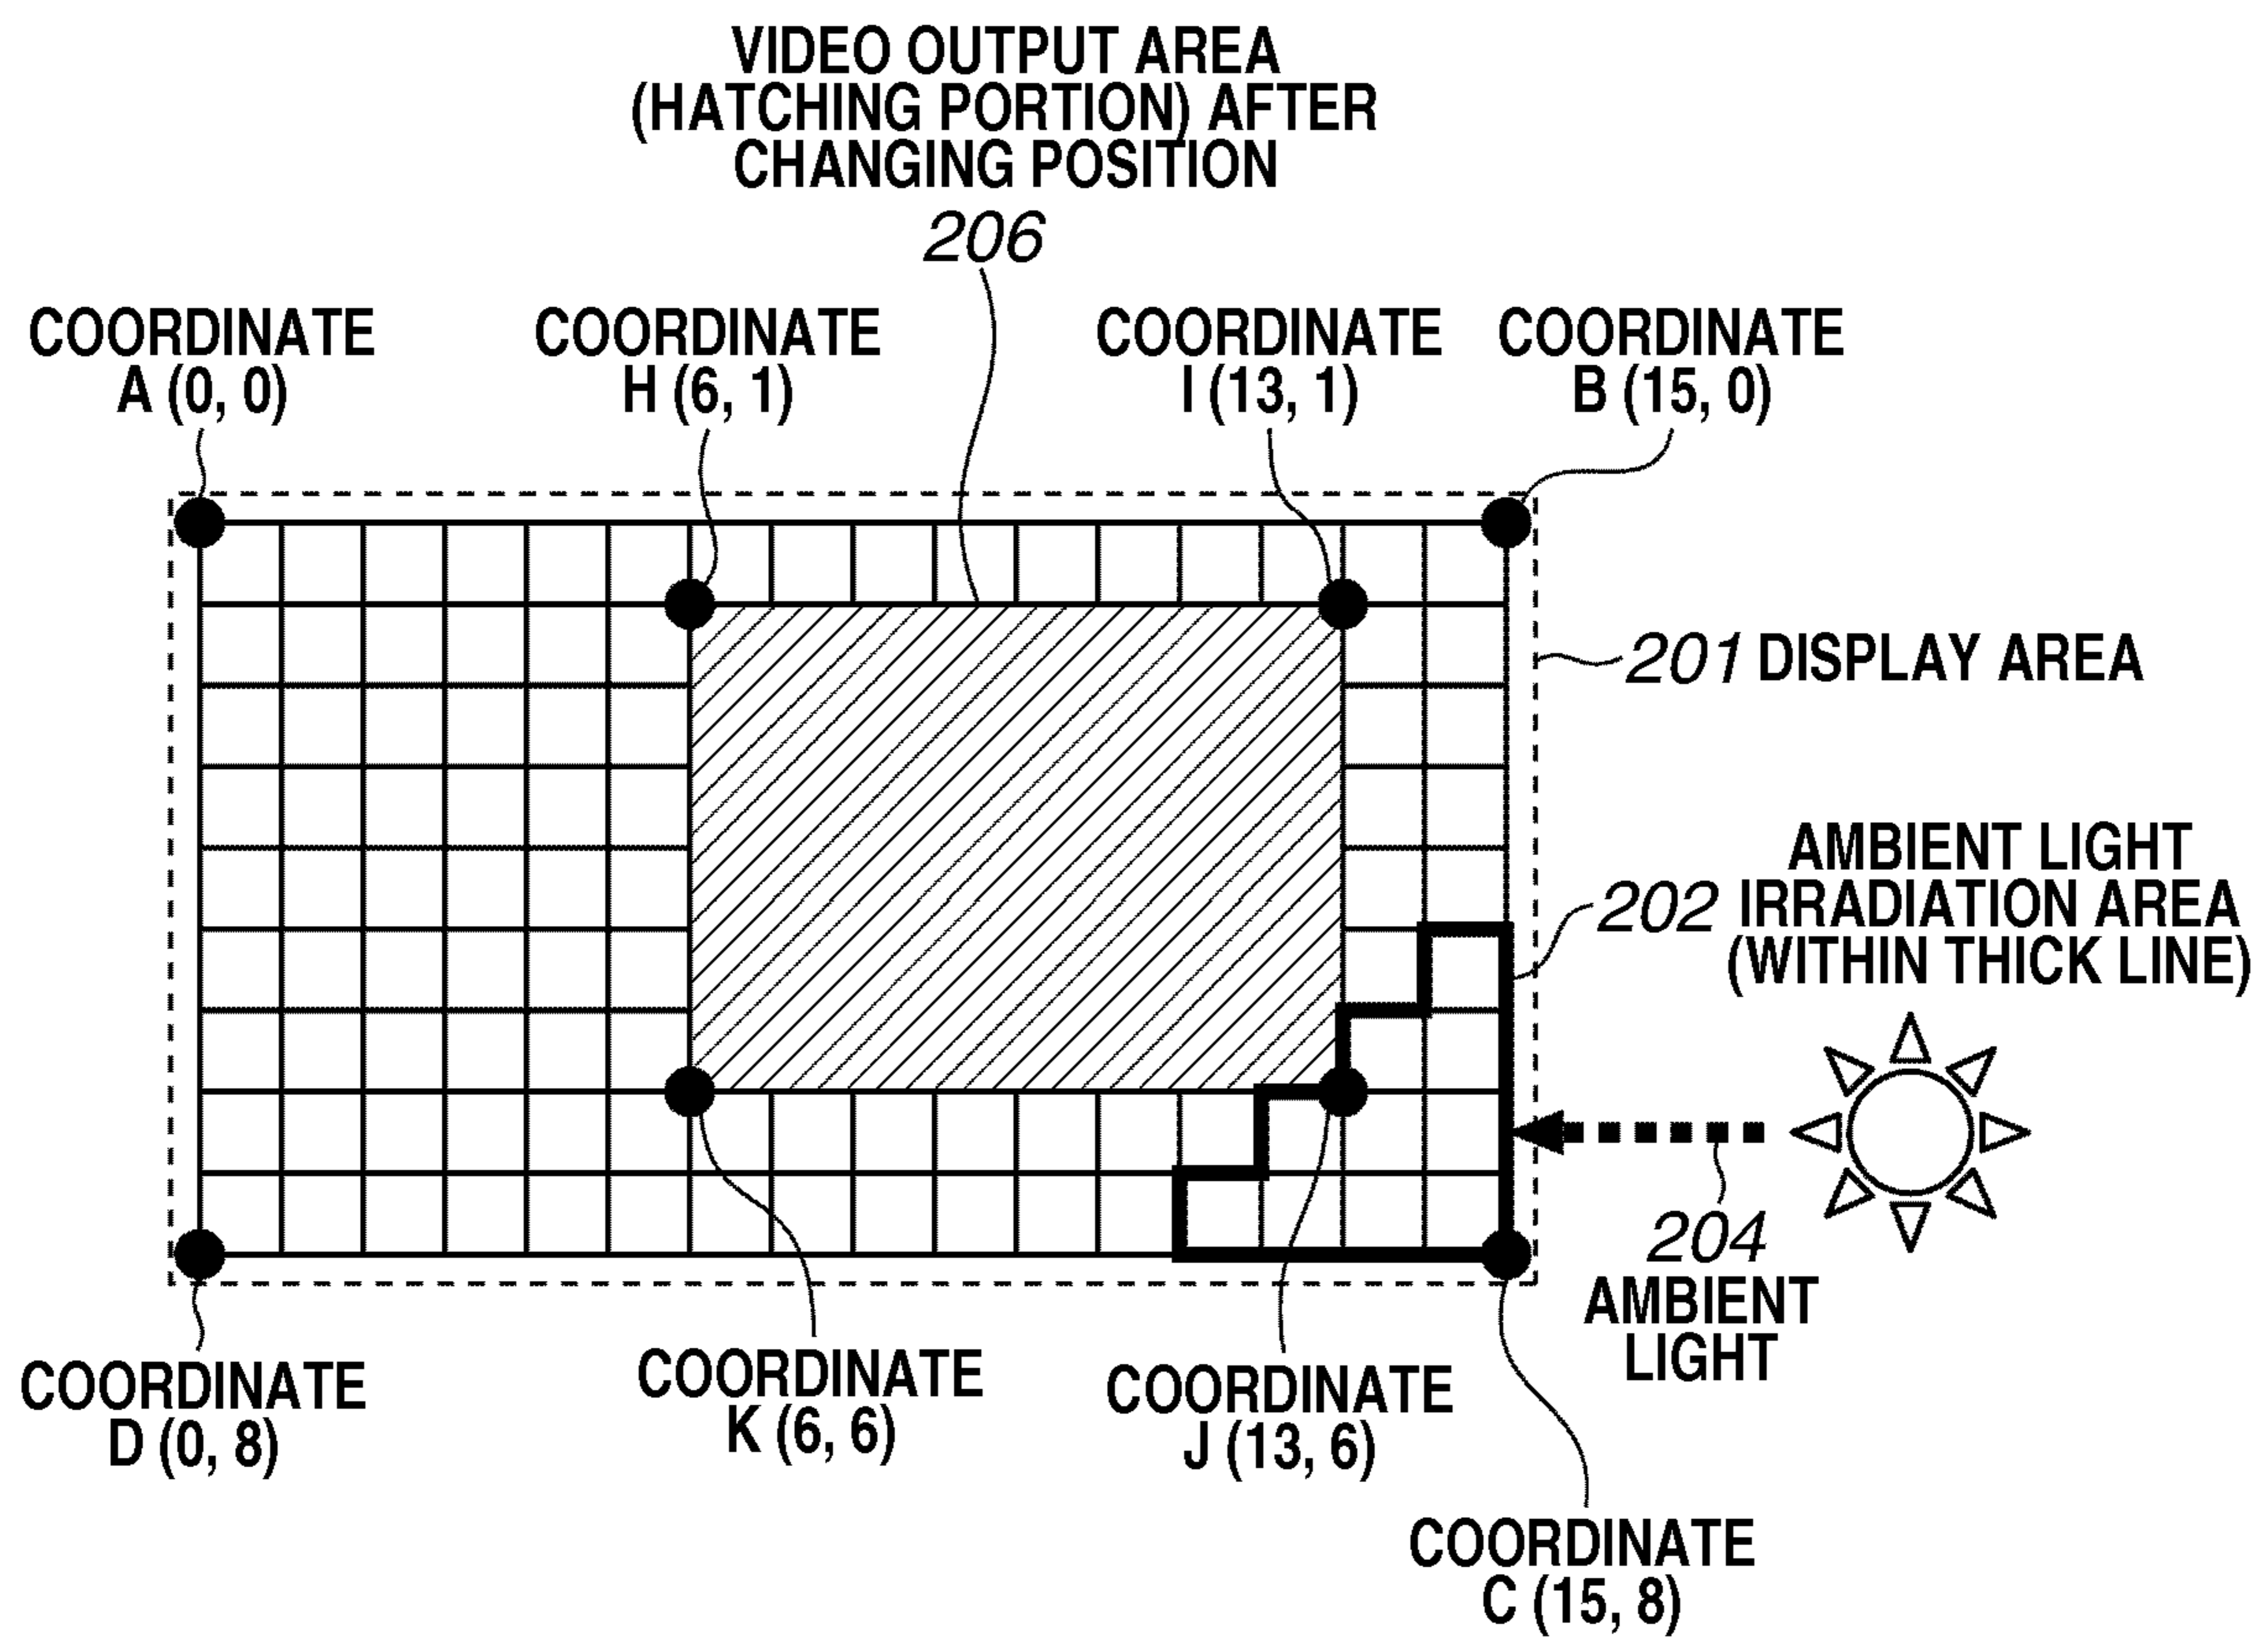 VIDEO OUTPUT AREA
(HATCHING PORTION) AFTER
CHANGING POSITION
206
COORDINATE
A (0, 0)
COORDINATE
H (6, 1)
COORDINATE
I (13, 1)
COORDINATE
B (15, 0)
201 DISPLAY AREA
AMBIENT LIGHT
202 IRRADIATION AREA
(WITHIN THICK LINE)
204
AMBIENT
LIGHT
COORDINATE
D (0, 8)
COORDINATE
K (6, 6)
COORDINATE
J (13, 6)
COORDINATE
C (15, 8)